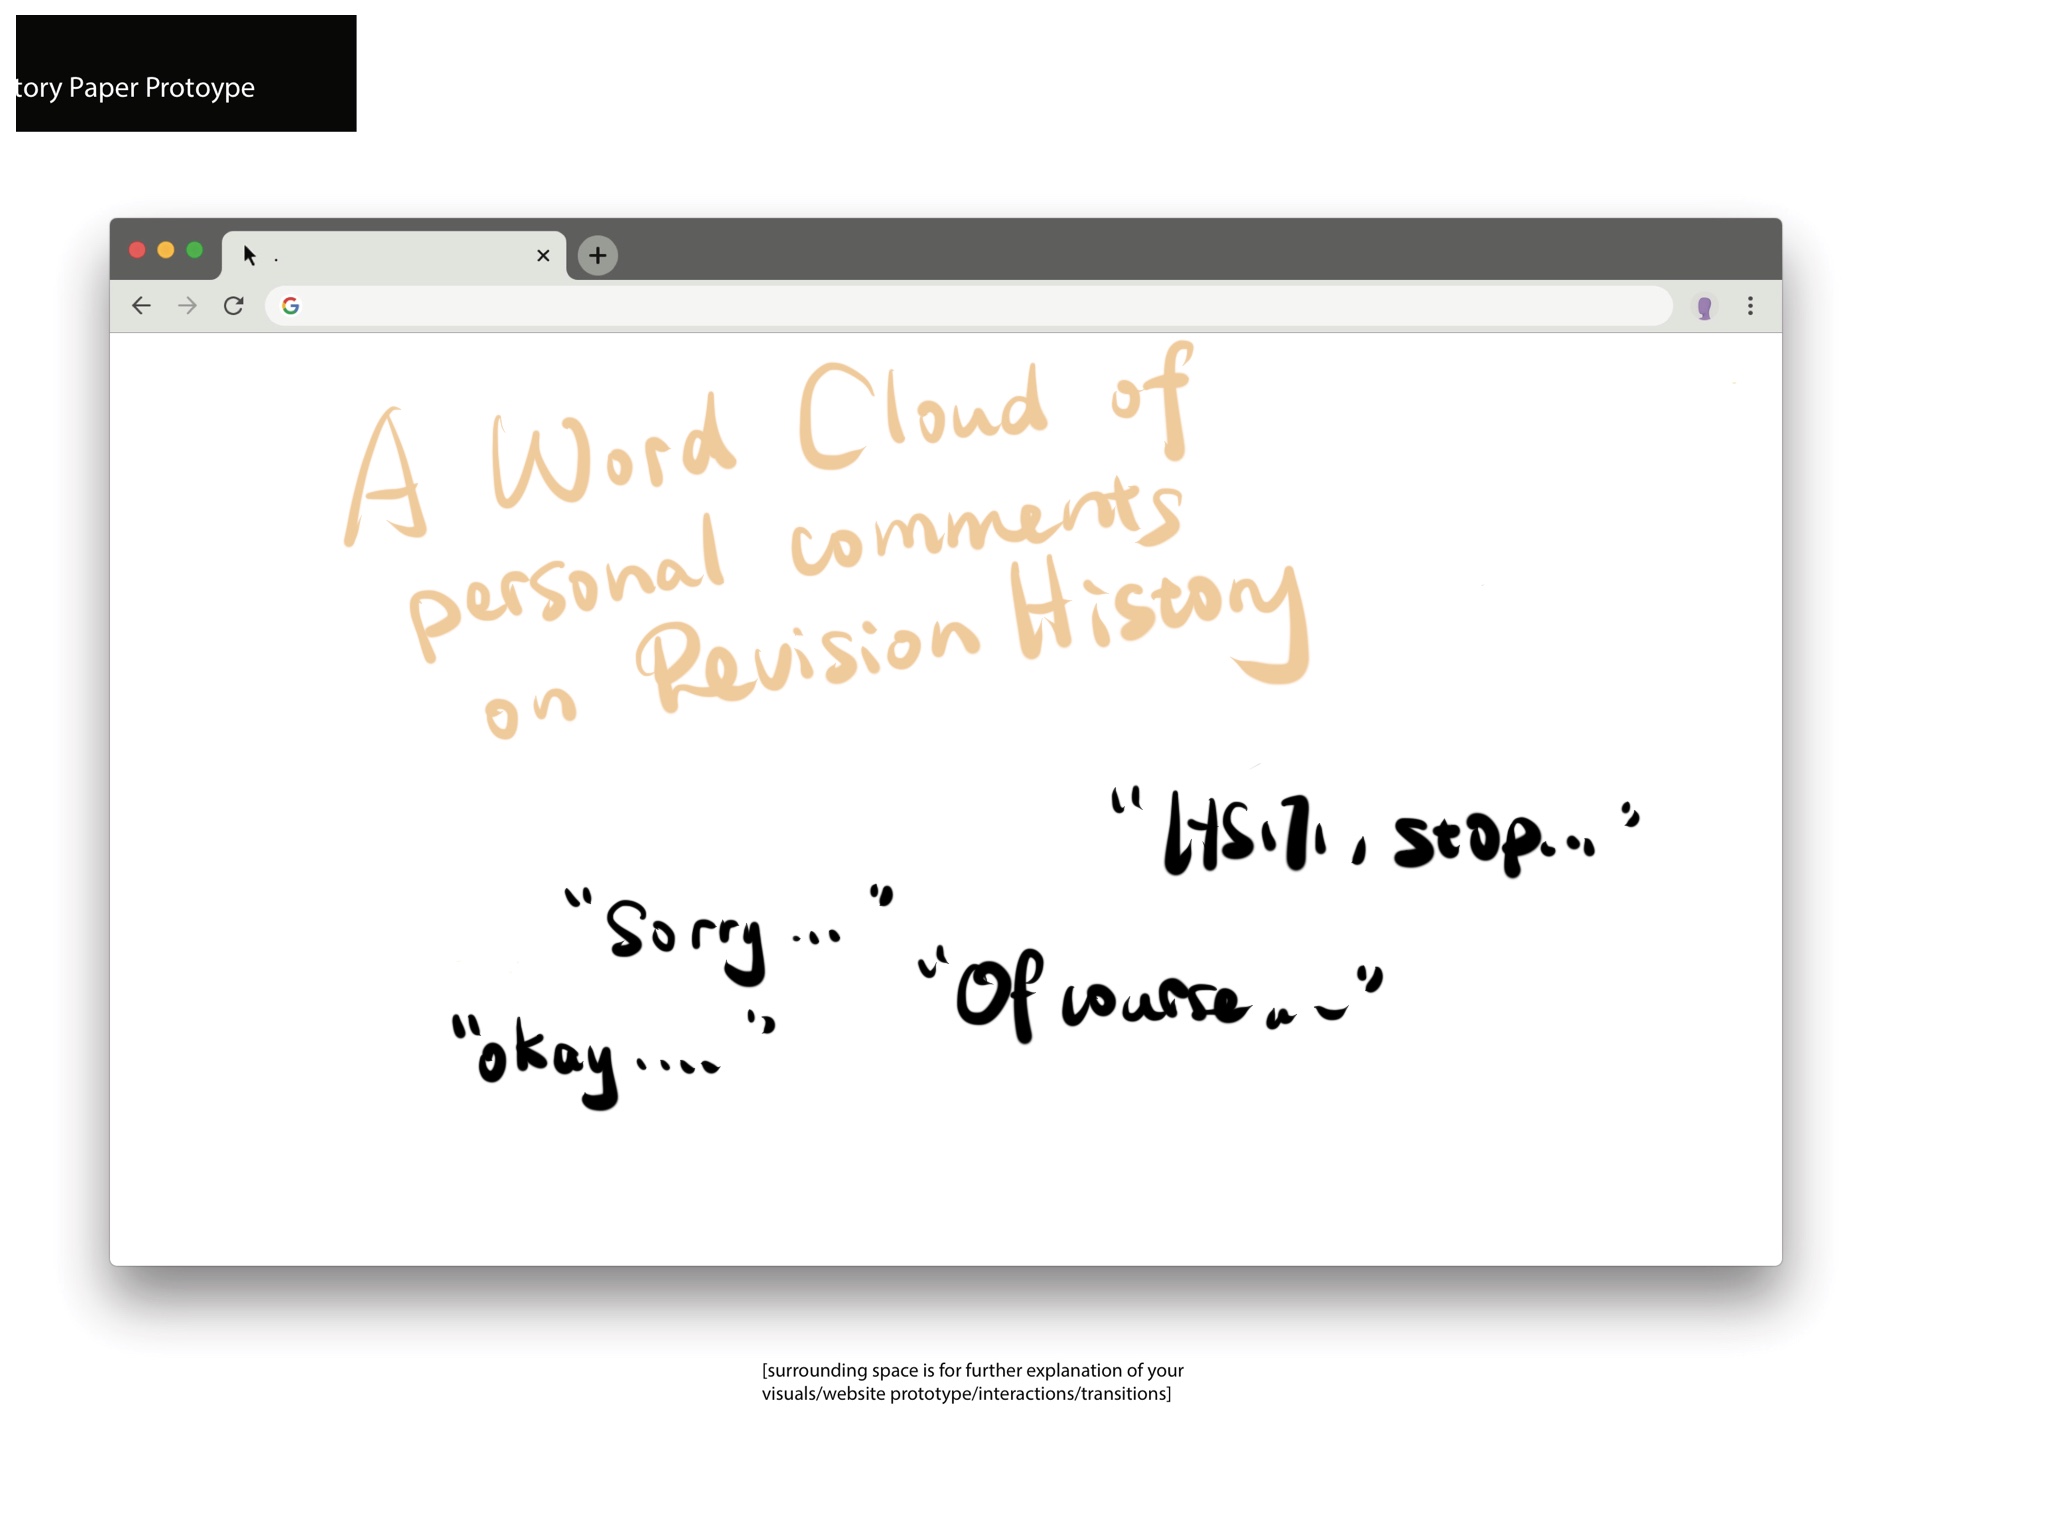 tory Paper Protoype
.
A Word Cloud of
personal comments
on Revision History
", stop..."
"Sorry..."
"Of course..."
"okay...."
[surrounding space is for further explanation of your
visuals/website prototype/interactions/transitions]